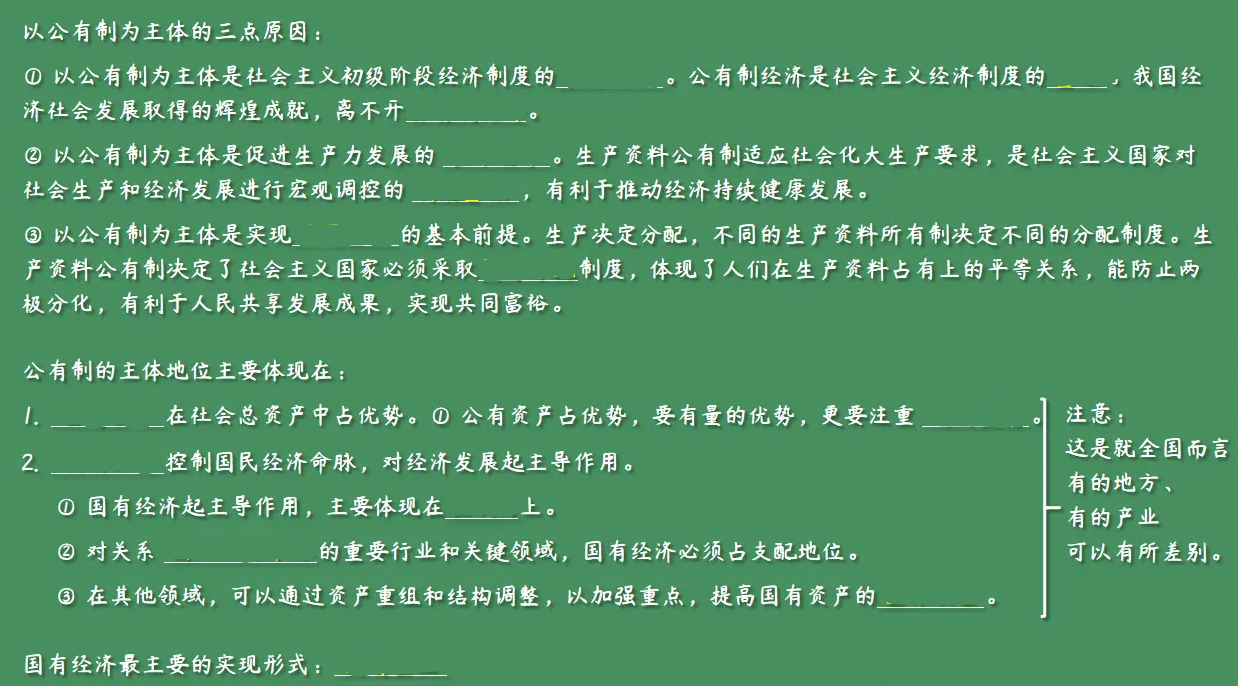 以公有制为主体的三点原因：
① 以公有制为主体是社会主义初级阶段经济制度的________。公有制经济是社会主义经济制度的____，我国经
济社会发展取得的辉煌成就，离不开________。
② 以公有制为主体是促进生产力发展的________。生产资料公有制适应社会化大生产要求，是社会主义国家对
社会生产和经济发展进行宏观调控的________，有利于推动经济持续健康发展。
③ 以公有制为主体是实现________的基本前提。生产决定分配，不同的生产资料所有制决定不同的分配制度。生
产资料公有制决定了社会主义国家必须采取________制度，体现了人们在生产资料占有上的平等关系，能防止两
极分化，有利于人民共享发展成果，实现共同富裕。
公有制的主体地位主要体现在：
1. ________在社会总资产中占优势。① 公有资产占优势，要有量的优势，更要注重________。
2. ________控制国民经济命脉，对经济发展起主导作用。
① 国有经济起主导作用，主要体现在______上。
② 对关系____________的重要行业和关键领域，国有经济必须占支配地位。
③ 在其他领域，可以通过资产重组和结构调整，以加强重点，提高国有资产的________。
注意：
这是就全国而言
有的地方、
有的产业
可以有所差别。
国有经济最主要的实现形式：________